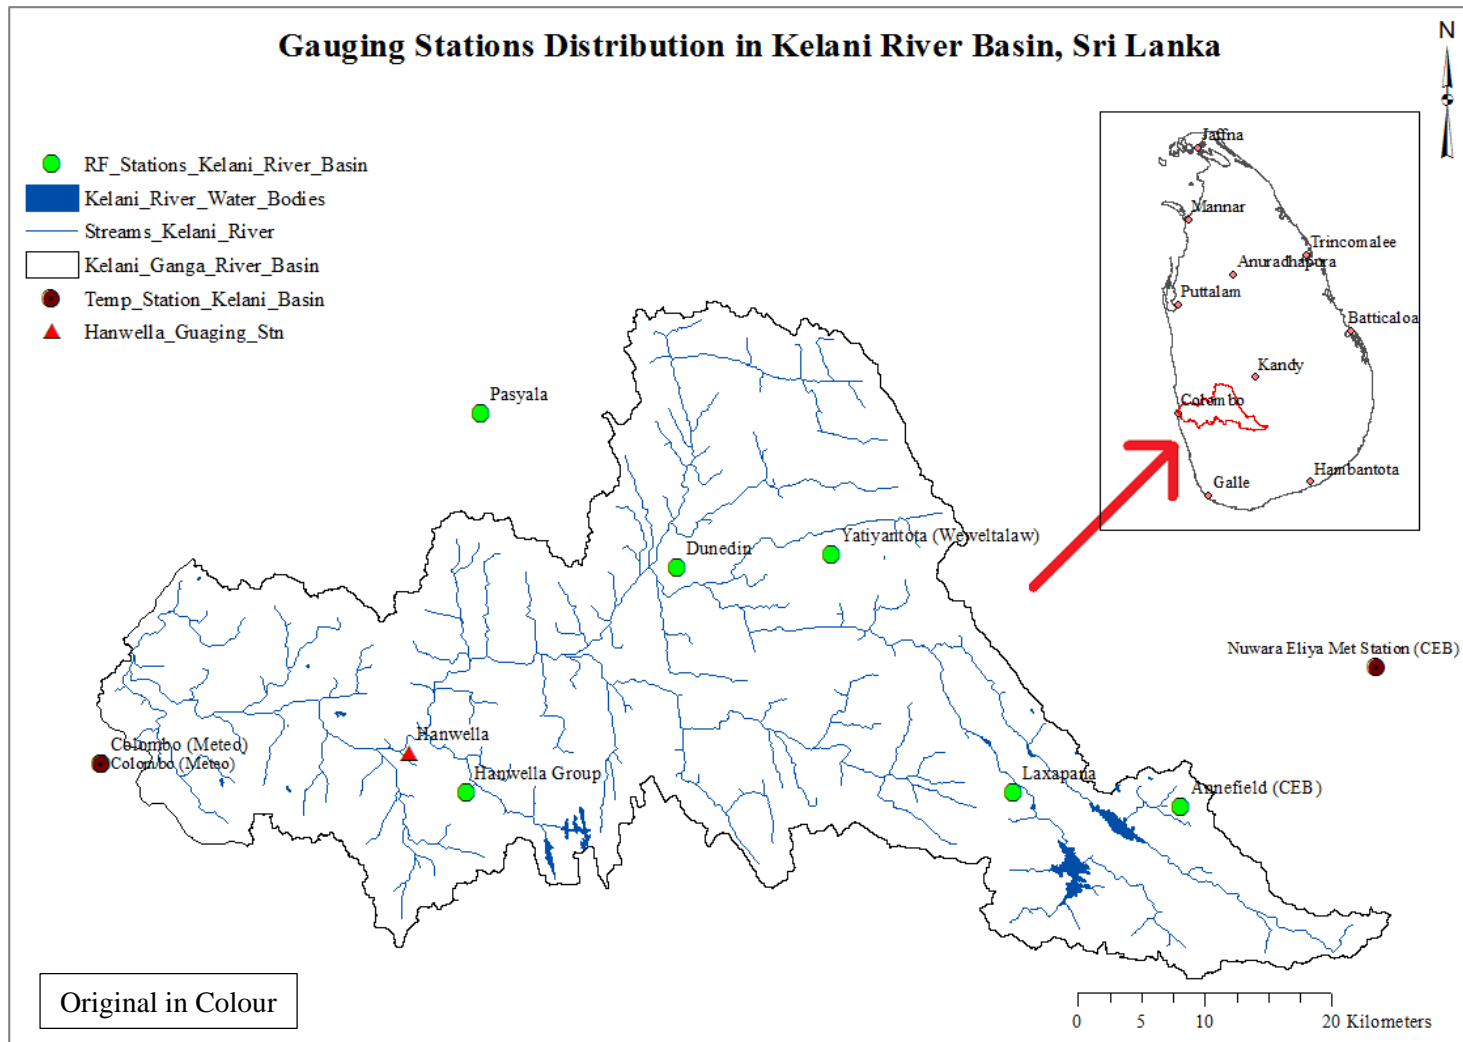 Gauging Stations Distribution in Kelani River Basin, Sri Lanka
N
RF_Stations_Kelani_River_Basin
Kelani_River_Water_Bodies
Streams_Kelani_River
Kelani_Ganga_River_Basin
Temp_Station_Kelani_Basin
Hanwella_Guaging_Stn
Jaffna
Mannar
Trincomalee
Anuradhapura
Puttalam
Batticaloa
Kandy
Colombo
Hambantota
Galle
Pasyala
Yatiyantota (Weweltalaw)
Dunedin
Nuwara Eliya Met Station (CEB)
Hanwella
Colombo (Meteo)
Colombo (Meteo)
Hanwella Group
Laxapana
Annefield (CEB)
Original in Colour
0 5 10 20 Kilometers